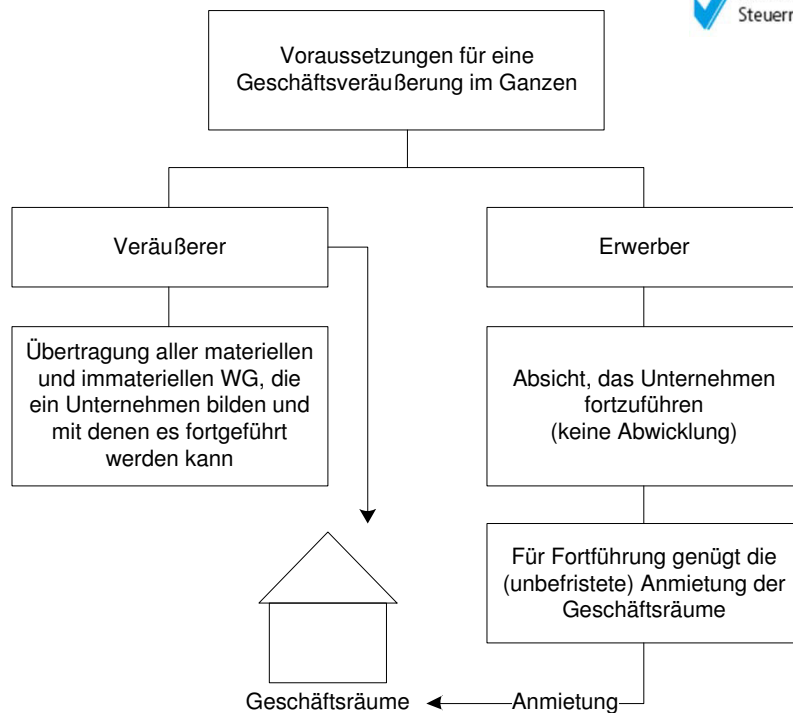 Steuern
Voraussetzungen für eine
Geschäftsveräußerung im Ganzen
Veräußerer
Erwerber
Übertragung aller materiellen
und immateriellen WG, die
ein Unternehmen bilden und
mit denen es fortgeführt
werden kann
Absicht, das Unternehmen
fortzuführen
(keine Abwicklung)
Für Fortführung genügt die
(unbefristete) Anmietung der
Geschäftsräume
Geschäftsräume
Anmietung